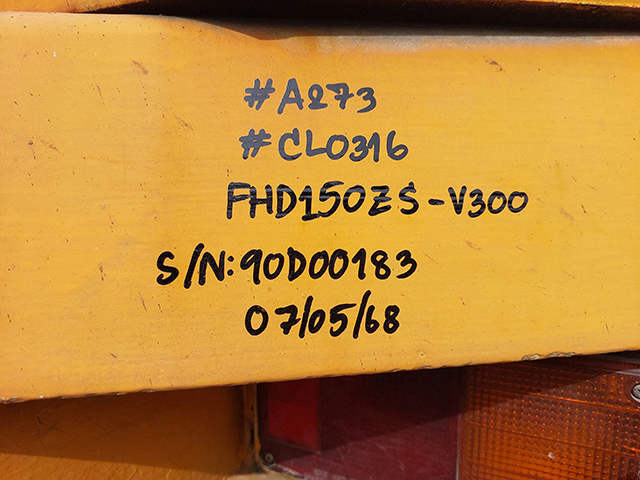 #A273
#CL0316
FHD150ZS-V300
S/N:90D00183
07/05/68